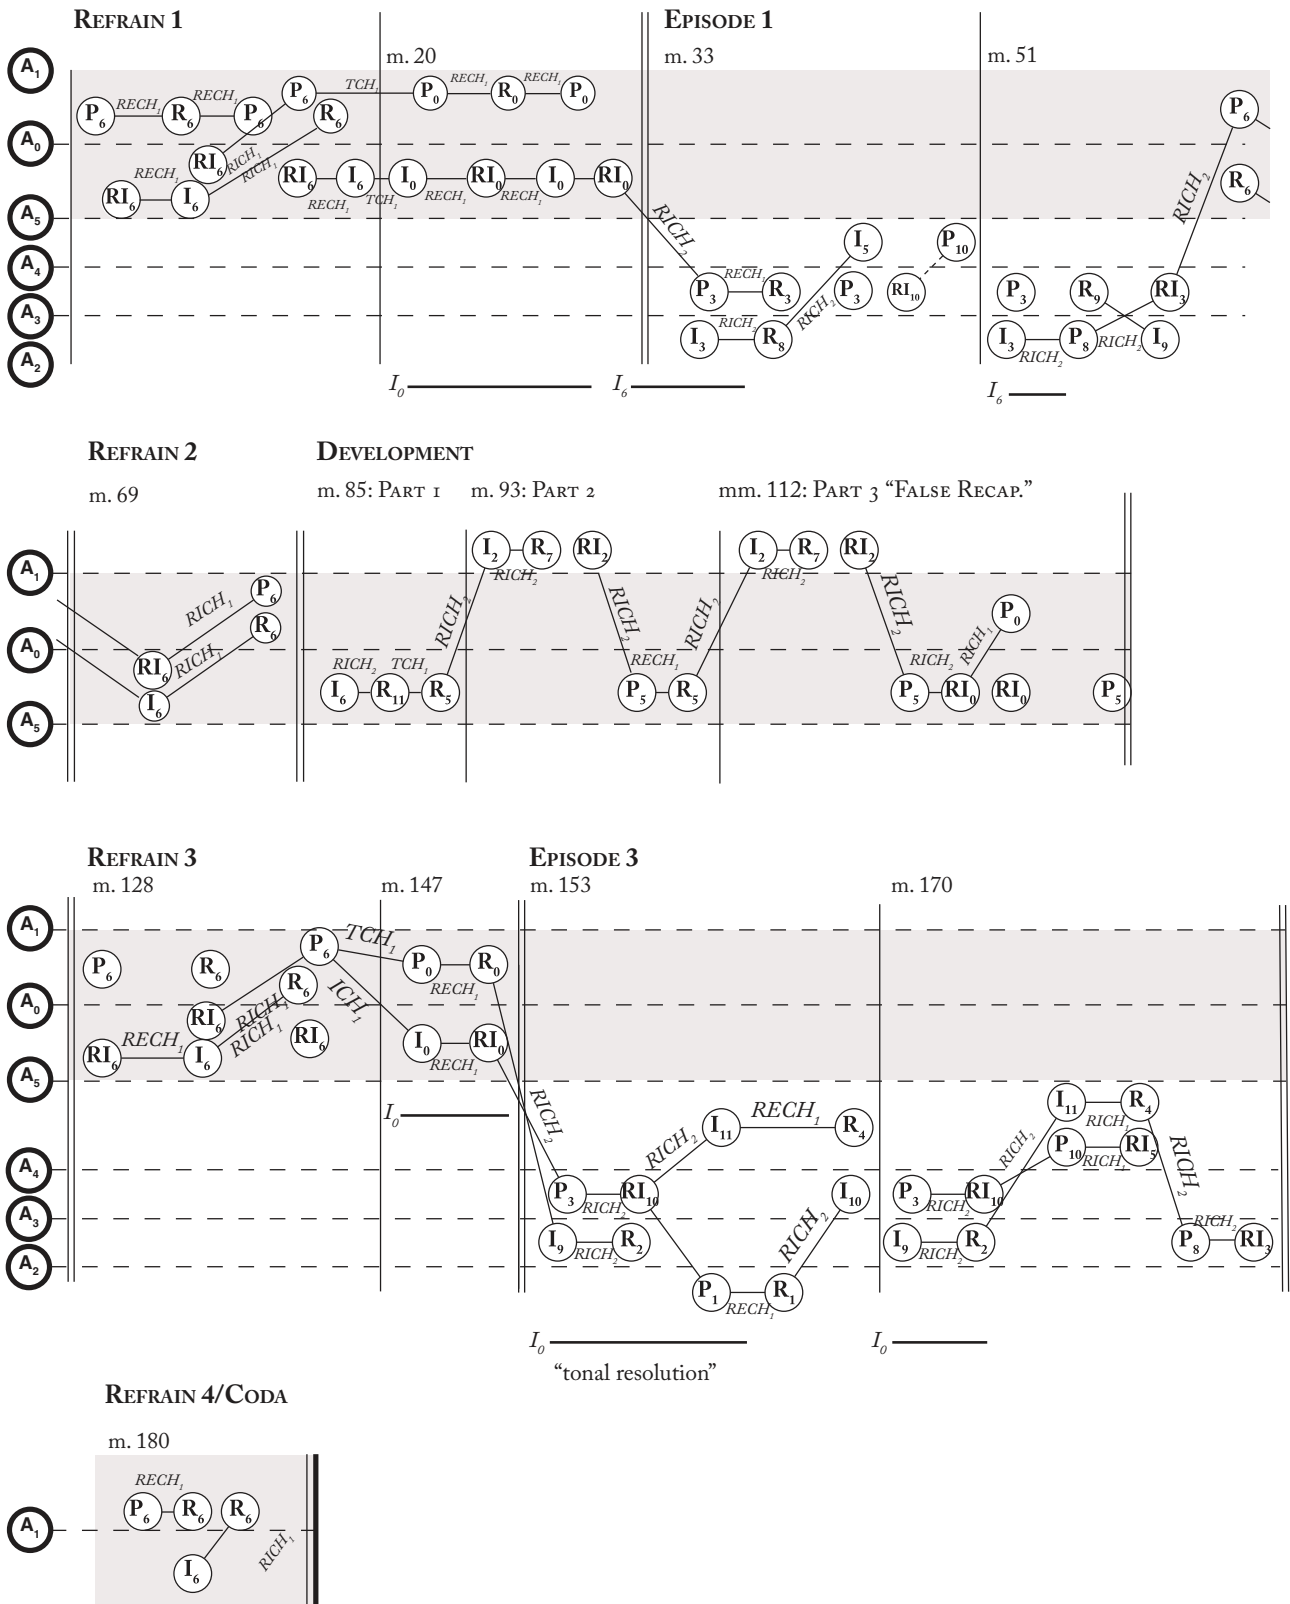 REFRAIN 1
EPISODE 1
m. 20
m. 33
m. 51
A1
P6 RECH1 R6 RECH1 P6 P6 TCH1 P0 RECH1 R0 RECH1 P0 P6
R6
A0
RI6 RICH1 RICH1
RI6 RECH1 I6 RI6 RECH1 I6 TCH1 I0 RECH1 RI0 RECH1 I0 RI0 RICH2 RICH2 R6
A5
I5 P10
A4
P3 RECH1 R3 RICH2 P3 RI10 P3 R9 RI3
A3
I3 RICH2 R8 I3 RICH2 P8 RICH2 I9
A2
I0 I6 I6
REFRAIN 2
DEVELOPMENT
m. 69
m. 85: PART 1 m. 93: PART 2 mm. 112: PART 3 “FALSE RECAP.”
I2 R7 RI2 I2 R7 RI2
RICH2 RICH2
A1
RICH1 P6 RICH2 RICH2 RICH2 RICH2 P0
R6
A0
RI6 RICH1 RICH2 TCH1 RECH1 RICH2 RICH1
I6 I6 R11 R5 P5 R5 P5 RI0 RI0 P5
A5
REFRAIN 3
EPISODE 3
m. 128 m. 147 m. 153 m. 170
A1
P6 TCH1
P6 R6 R6 ICH1 P0 RECH1 R0
A0
RI6 RICH1 RICH1 RI6
RI6 RECH1 I6 I0 RECH1 RI0
A5
I0 RICH2 RICH2 I11 RECH1 R4 RICH2 I11 RICH1 R4 RICH2
P10 RICH1 RI5
A4
P3 RICH2 RI10 I10 P3 RICH2 RI10
A3
I9 RICH2 R2 RICH2 I9 RICH2 R2 P8 RICH2 RI3
A2
P1 RECH1 R1
I0 I0
“tonal resolution”
REFRAIN 4/CODA
m. 180
RECH1
P6 R6 R6
A1
I6 RICH1